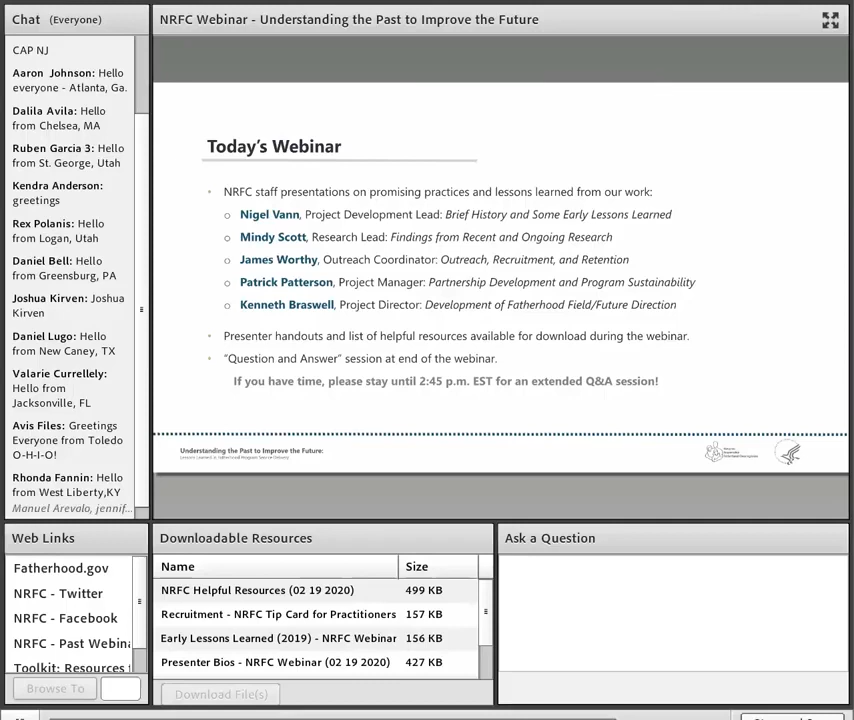 Chat (Everyone)
CAP NJ
Aaron Johnson: Hello
everyone - Atlanta, Ga.
Dalila Avila: Hello
from Chelsea, MA
Ruben Garcia 3: Hello
from St. George, Utah
Kendra Anderson:
greetings
Rex Polanis: Hello
from Logan, Utah
Daniel Bell: Hello
from Greensburg, PA
Joshua Kirven: Joshua
Kirven
Daniel Lugo: Hello
from New Caney, TX
Valarie Currellely:
Hello from
Jacksonville, FL
Avis Files: Greetings
Everyone from Toledo
O-H-I-O!
Rhonda Fannin: Hello
from West Liberty,KY
Manuel Arevalo, jennif...
NRFC Webinar - Understanding the Past to Improve the Future
Today's Webinar
• NRFC staff presentations on promising practices and lessons learned from our work:
o Nigel Vann, Project Development Lead: Brief History and Some Early Lessons Learned
o Mindy Scott, Research Lead: Findings from Recent and Ongoing Research
o James Worthy, Outreach Coordinator: Outreach, Recruitment, and Retention
o Patrick Patterson, Project Manager: Partnership Development and Program Sustainability
o Kenneth Braswell, Project Director: Development of Fatherhood Field/Future Direction
• Presenter handouts and list of helpful resources available for download during the webinar.
• "Question and Answer" session at end of the webinar.
If you have time, please stay until 2:45 p.m. EST for an extended Q&A session!
Understanding the Past to Improve the Future:
Web Links
Fatherhood.gov
NRFC - Twitter
NRFC - Facebook
NRFC - Past Webina
Toolkit: Resources f
Browse To
Downloadable Resources
Name Size
NRFC Helpful Resources (02 19 2020) 499 KB
Recruitment - NRFC Tip Card for Practitioners 157 KB
Early Lessons Learned (2019) - NRFC Webinar 156 KB
Presenter Bios - NRFC Webinar (02 19 2020) 427 KB
Download File(s)
Ask a Question